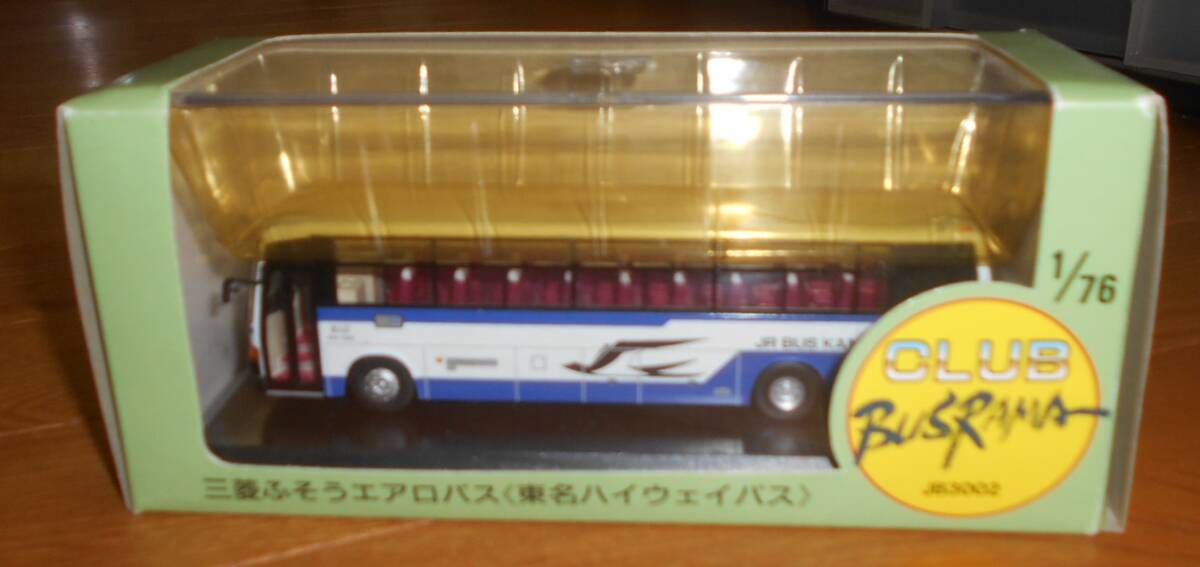 1/76
CLUB
BUSRAMA
JB3002
JR BUS KAN
三菱ふそうエアロバス〈東名ハイウェイバス〉